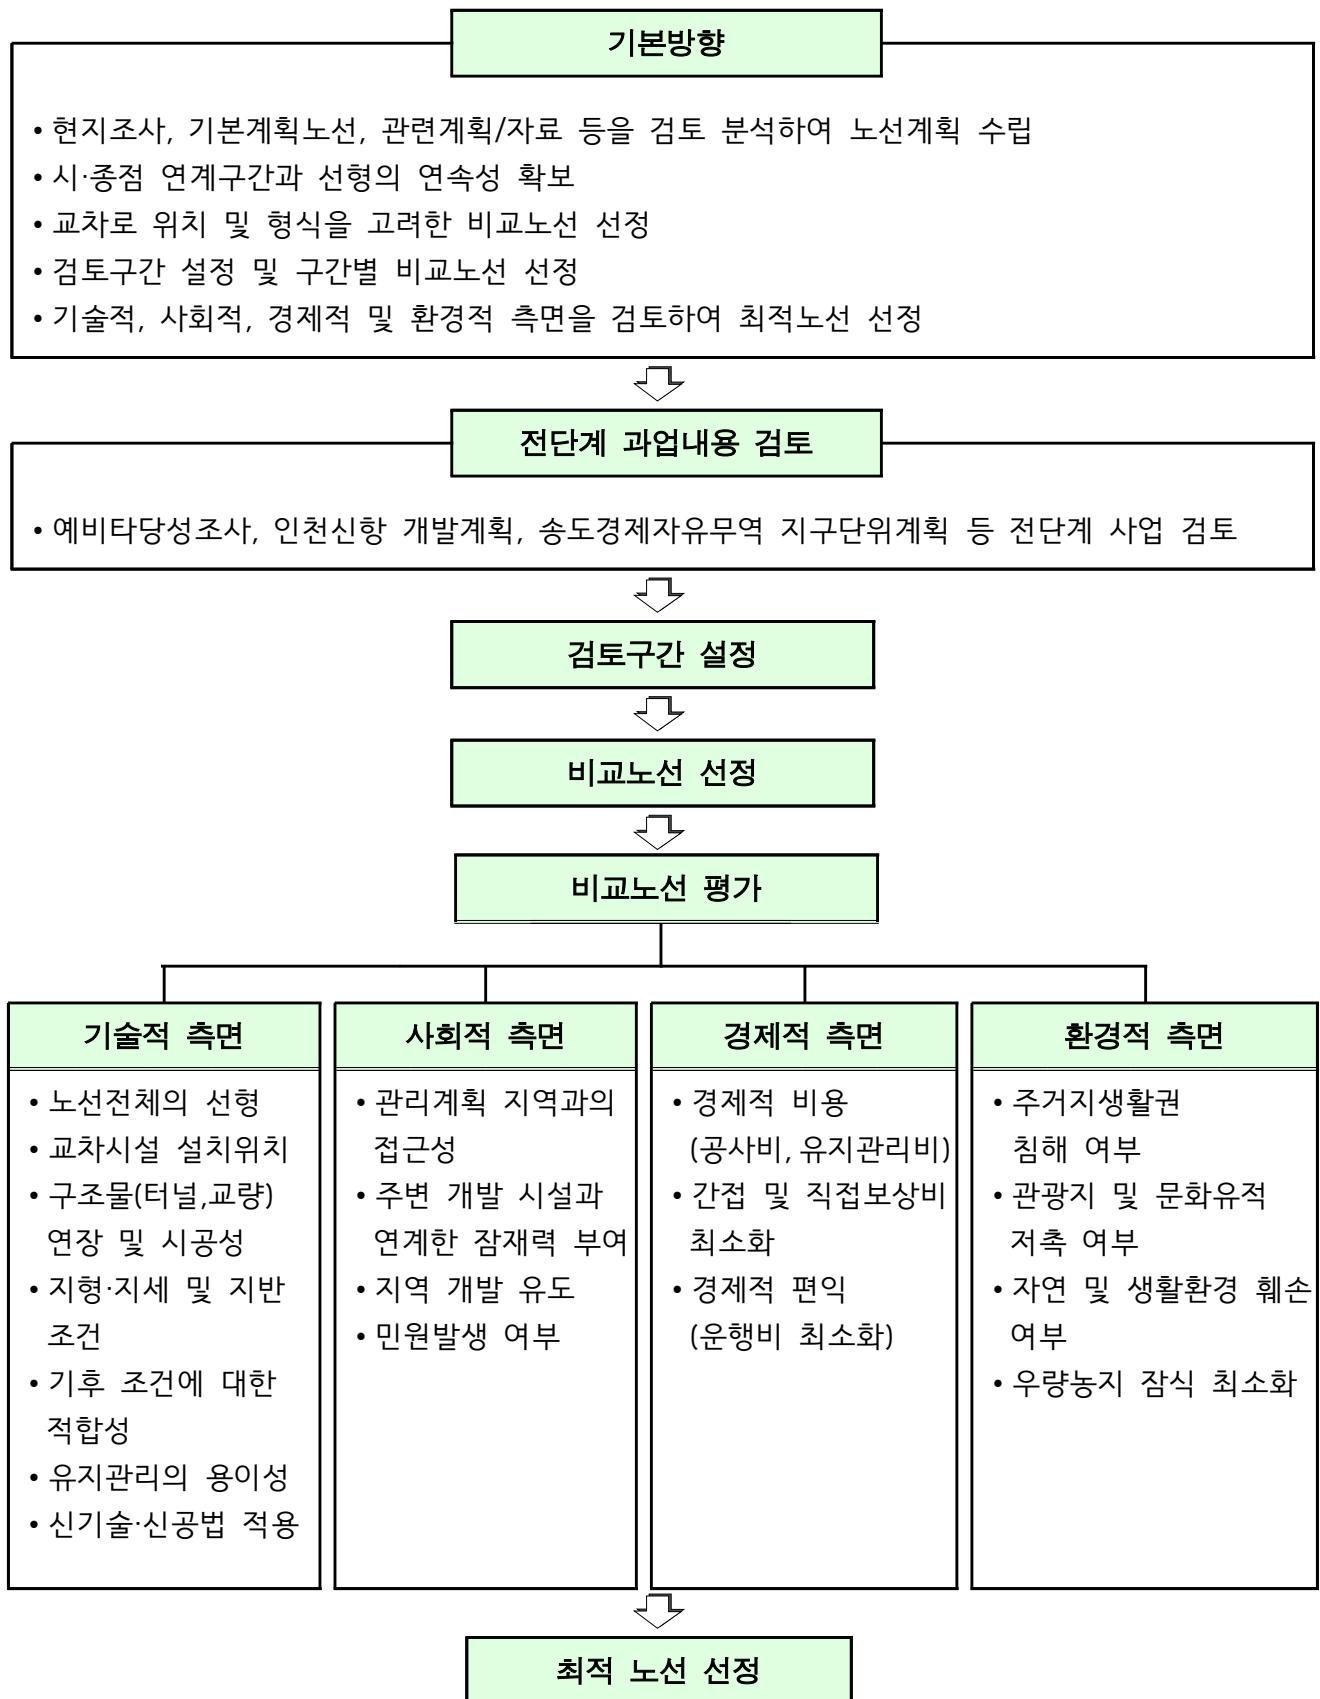 기본방향
• 현지조사, 기본계획노선, 관련계획/자료 등을 검토 분석하여 노선계획 수립
• 시·종점 연계구간과 선형의 연속성 확보
• 교차로 위치 및 형식을 고려한 비교노선 선정
• 검토구간 설정 및 구간별 비교노선 선정
• 기술적, 사회적, 경제적 및 환경적 측면을 검토하여 최적노선 선정
전단계 과업내용 검토
• 예비타당성조사, 인천신항 개발계획, 송도경제자유무역 지구단위계획 등 전단계 사업 검토
검토구간 설정
비교노선 선정
비교노선 평가
기술적 측면
• 노선전체의 선형
• 교차시설 설치위치
• 구조물(터널,교량)
연장 및 시공성
• 지형·지세 및 지반
조건
• 기후 조건에 대한
적합성
• 유지관리의 용이성
• 신기술·신공법 적용
사회적 측면
• 관리계획 지역과의
접근성
• 주변 개발 시설과
연계한 잠재력 부여
• 지역 개발 유도
• 민원발생 여부
경제적 측면
• 경제적 비용
(공사비, 유지관리비)
• 간접 및 직접보상비
최소화
• 경제적 편익
(운행비 최소화)
환경적 측면
• 주거지생활권
침해 여부
• 관광지 및 문화유적
저촉 여부
• 자연 및 생활환경 훼손
여부
• 우량농지 잠식 최소화
최적 노선 선정